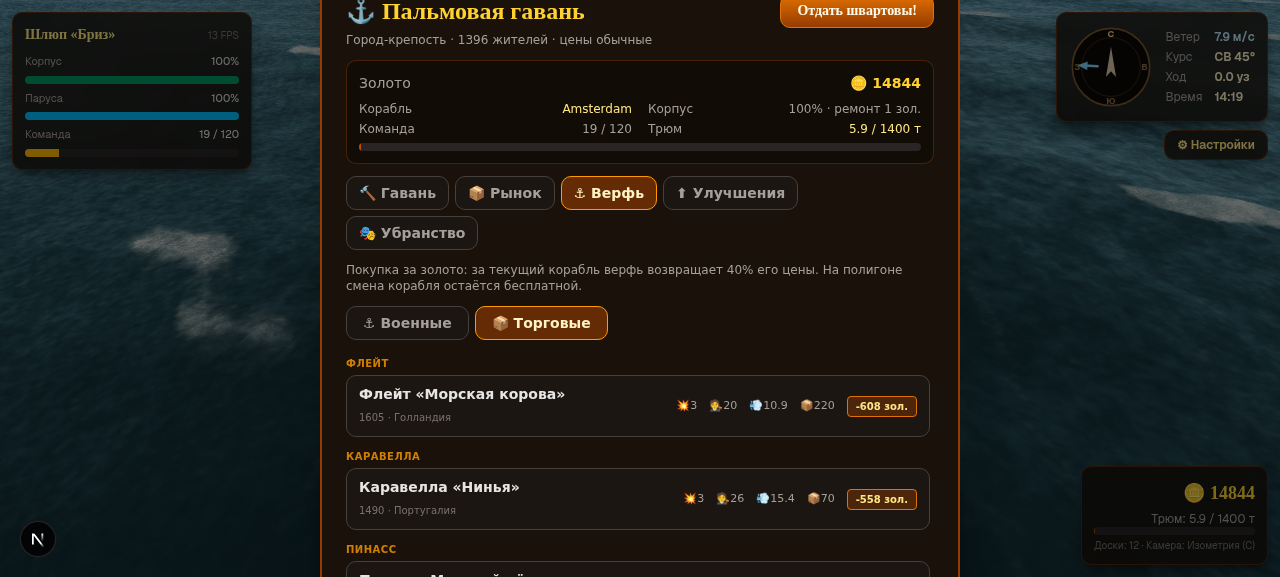 Шлюп «Бриз» 13 FPS
Корпус 100%
Паруса 100%
Команда 19 / 120
Пальмовая гавань
Отдать швартовы!
Город-крепость · 1396 жителей · цены обычные
Золото 14844
Корабль Amsterdam Корпус 100% · ремонт 1 зол.
Команда 19 / 120 Трюм 5.9 / 1400 т
Гавань Рынок Верфь Улучшения
Убранство
Покупка за золото: за текущий корабль верфь возвращает 40% его цены. На полигоне
смена корабля остаётся бесплатной.
Военные Торговые
ФЛЕЙТ
Флейт «Морская корова»
1605 · Голландия
3 20 10.9 220 -608 зол.
КАРАВЕЛЛА
Каравелла «Нинья»
1490 · Португалия
3 26 15.4 70 -558 зол.
ПИНАСС
С
З В
Ю
Ветер 7.9 м/с
Курс СВ 45°
Ход 0.0 уз
Время 14:19
Настройки
14844
Трюм: 5.9 / 1400 т
Доски: 12 · Камера: Изометрия (C)
N